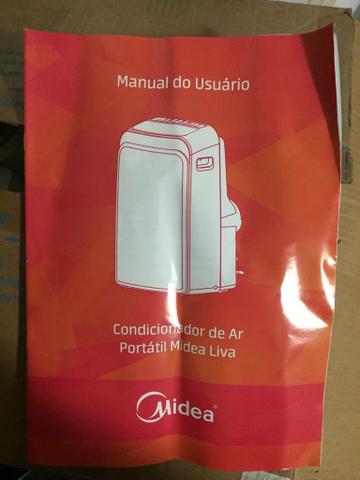 Manual do Usuário
Condicionador de Ar
Portátil Midea Liva
Midea